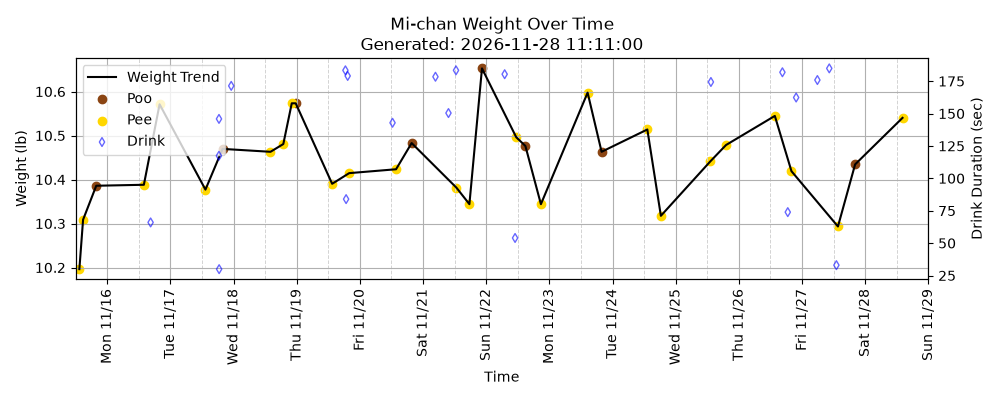 Mi-chan Weight Over Time
Generated: 2026-11-28 11:11:00
Weight (lb)
10.6
10.5
10.4
10.3
10.2
Weight Trend
Poo
Pee
Drink
175
150
125
100
75
50
25
Drink Duration (sec)
Mon 11/16
Tue 11/17
Wed 11/18
Thu 11/19
Fri 11/20
Sat 11/21
Sun 11/22
Mon 11/23
Tue 11/24
Wed 11/25
Thu 11/26
Fri 11/27
Sat 11/28
Sun 11/29
Time